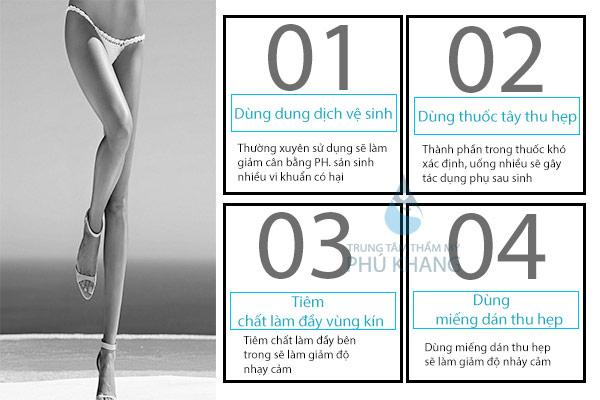 01
Dùng dung dịch vệ sinh
Thường xuyên sử dụng sẽ làm
giảm cân bằng PH. sản sinh
nhiều vi khuẩn có hại
02
Dùng thuốc tây thu hẹp
Thành phần trong thuốc khó
xác định, uống nhiều sẽ gây
tác dụng phụ sau sinh
03
Tiêm
chất làm đầy vùng kín
Tiêm chất làm đầy bên
trong sẽ làm giảm độ
nhạy cảm
04
Dùng
miếng dán thu hẹp
Dùng miếng dán thu hẹp
sẽ làm giảm độ nhảy cảm
TRUNG TÂM THẨM MỸ
PHÚ KHANG